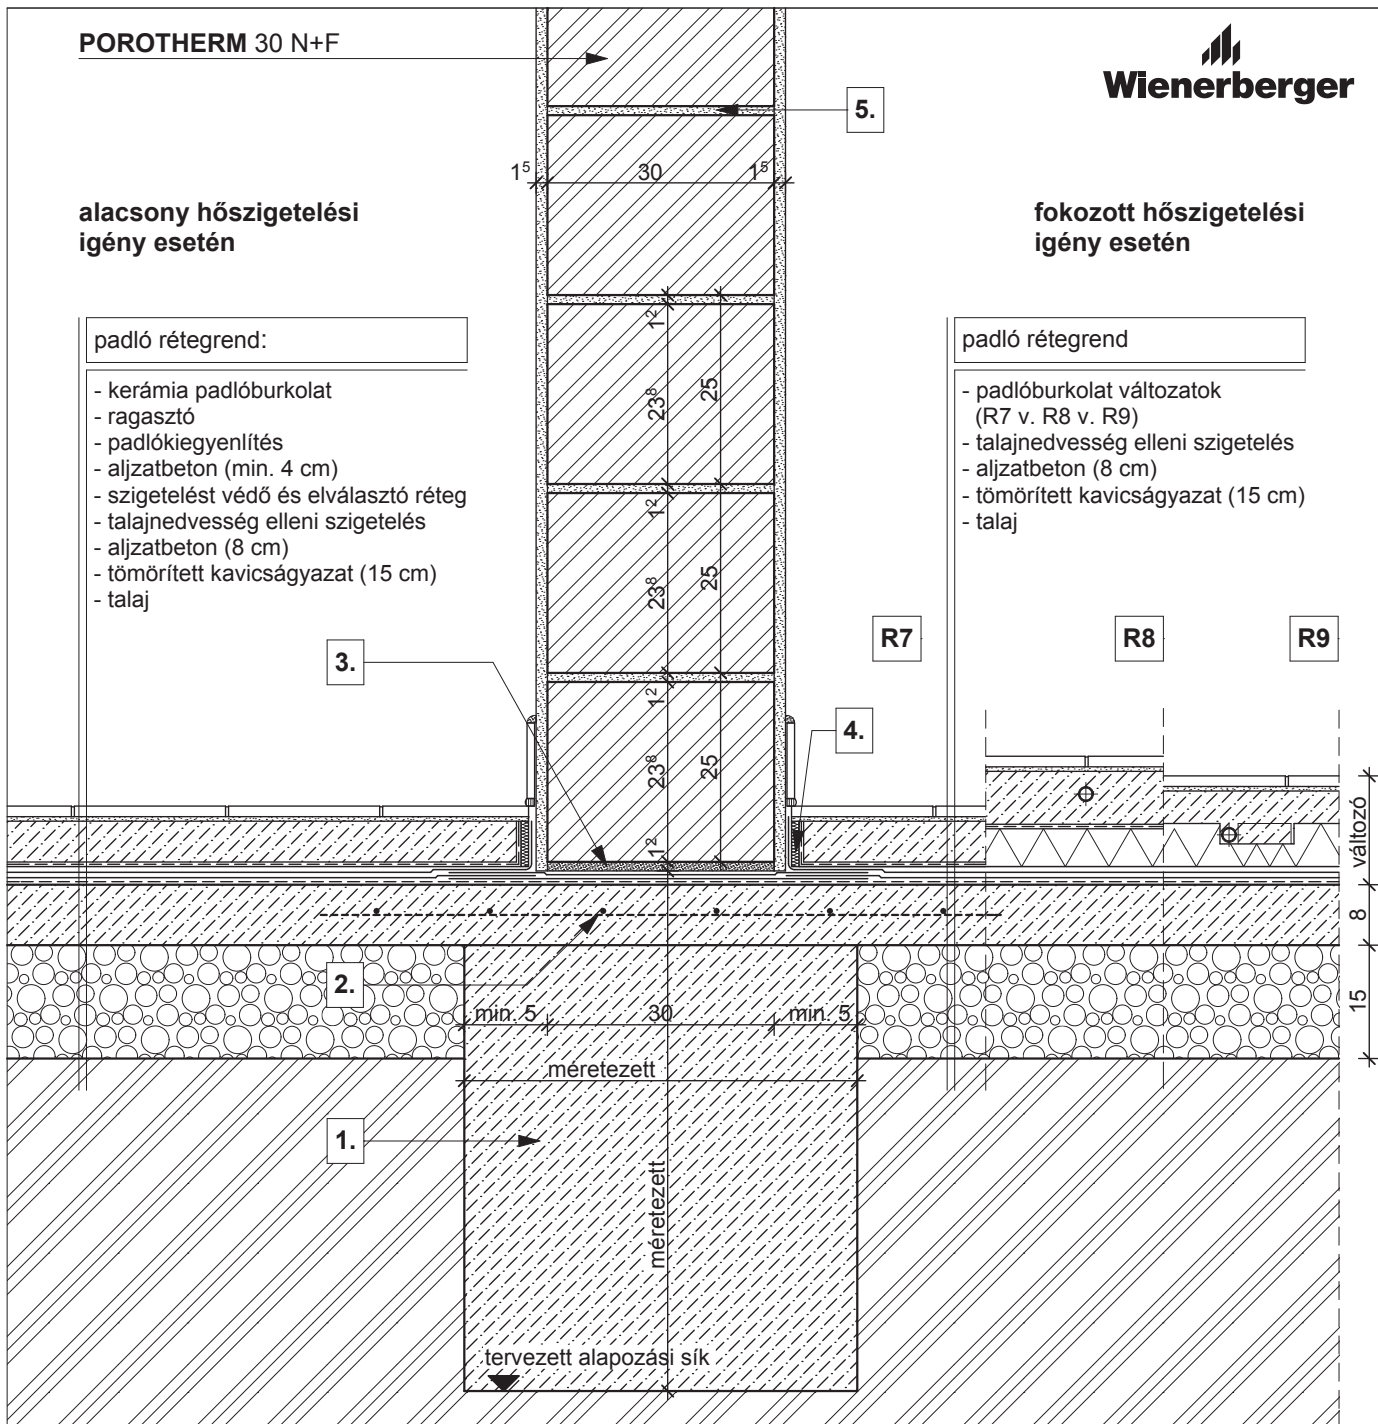 POROTHERM 30 N+F
Wienerberger
5.
1⁵
30
1⁵
alacsony hőszigetelési
igény esetén
fokozott hőszigetelési
igény esetén
padló rétegrend:
- kerámia padlóburkolat
- ragasztó
- padlókiegyenlítés
- aljzatbeton (min. 4 cm)
- szigetelést védő és elválasztó réteg
- talajnedvesség elleni szigetelés
- aljzatbeton (8 cm)
- tömörített kavicságyazat (15 cm)
- talaj
padló rétegrend
- padlóburkolat változatok
(R7 v. R8 v. R9)
- talajnedvesség elleni szigetelés
- aljzatbeton (8 cm)
- tömörített kavicságyazat (15 cm)
- talaj
1²
23⁸
25
1²
23⁸
25
1²
23⁸
25
1²
R7
R8
R9
3.
4.
változó
8
15
2.
min. 5
30
min. 5
méretezett
1.
méretezett
tervezett alapozási sík